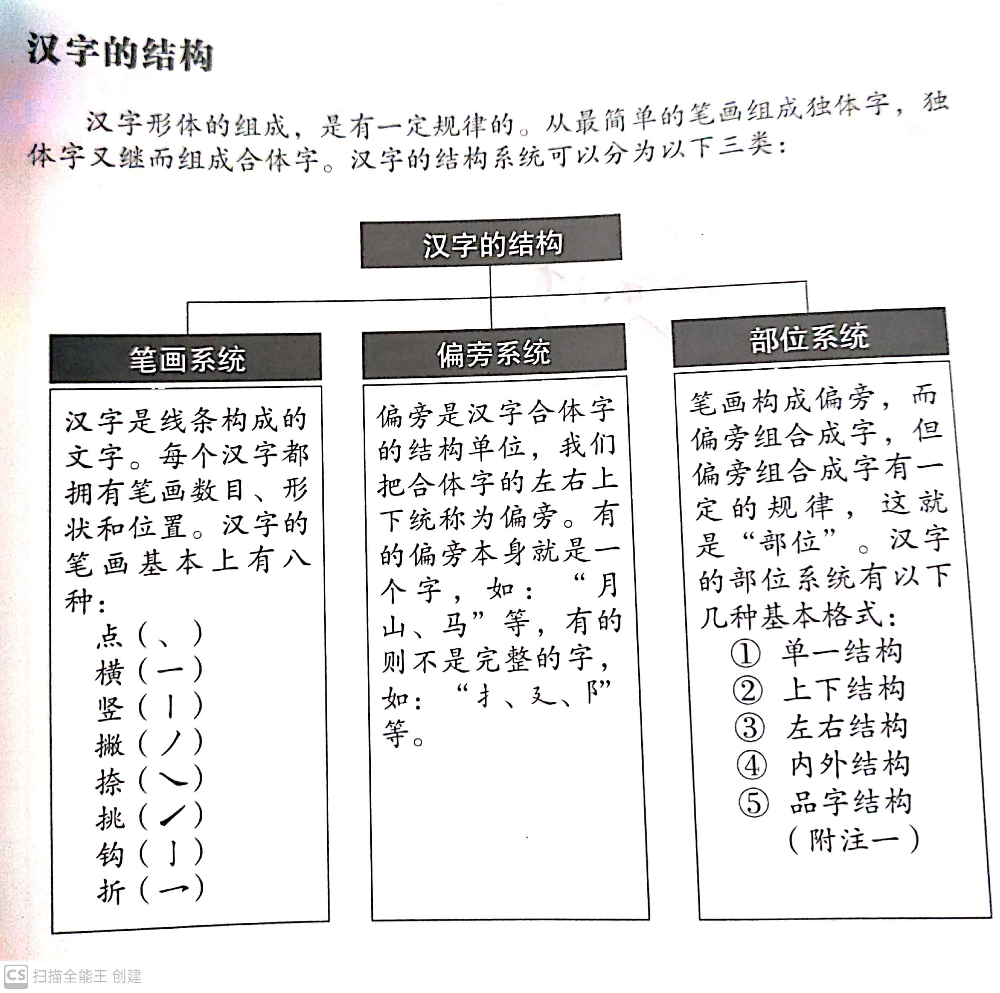 汉字的结构
汉字形体的组成，是有一定规律的。从最简单的笔画组成独体字，独
体字又继而组成合体字。汉字的结构系统可以分为以下三类：
汉字的结构
笔画系统
汉字是线条构成的
文字。每个汉字都
拥有笔画数目、形
状和位置。汉字的
笔画基本上有八
种：
点（、）
横（一）
竖（丨）
撇（丿）
捺（㇏）
挑（㇀）
钩（亅）
折（㇖）
偏旁系统
偏旁是汉字合体字
的结构单位，我们
把合体字的左右上
下统称为偏旁。有
的偏旁本身就是一
个字，如：“月
山、马”等，有的
则不是完整的字，
如：“扌、廴、阝”
等。
部位系统
笔画构成偏旁，而
偏旁组合成字，但
偏旁组合成字有一
定的规律，这就
是“部位”。汉字
的部位系统有以下
几种基本格式：
① 单一结构
② 上下结构
③ 左右结构
④ 内外结构
⑤ 品字结构
（附注一）
CS 扫描全能王 创建